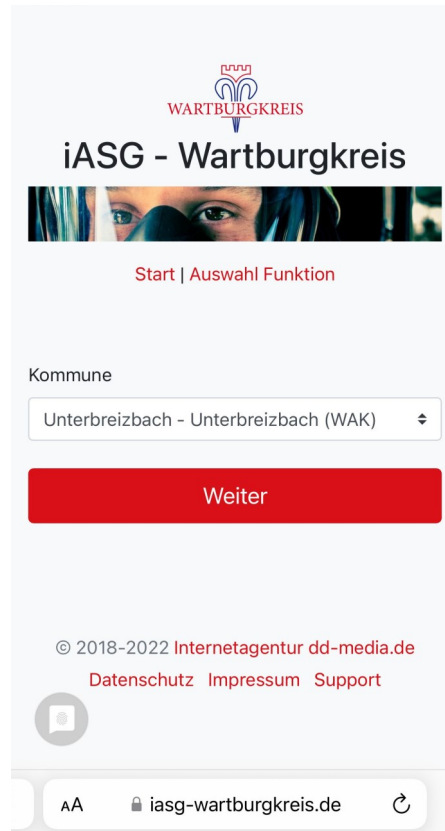 WARTBURGKREIS
iASG - Wartburgkreis
Start | Auswahl Funktion
Kommune
Unterbreizbach - Unterbreizbach (WAK)
Weiter
© 2018-2022 Internetagentur dd-media.de
Datenschutz Impressum Support
AA iasg-wartburgkreis.de